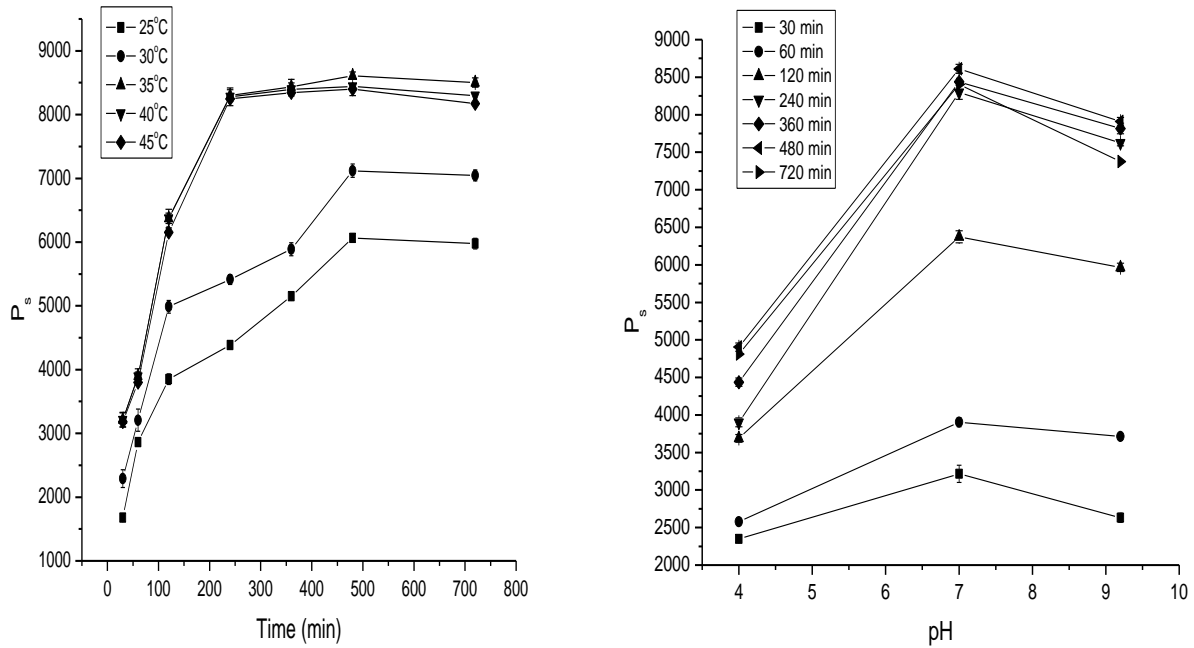 25°C
30°C
35°C
40°C
45°C
9000
8000
7000
6000
5000
4000
3000
2000
1000
Ps
0 100 200 300 400 500 600 700 800
Time (min)
30 min
60 min
120 min
240 min
360 min
480 min
720 min
9000
8500
8000
7500
7000
6500
6000
5500
5000
4500
4000
3500
3000
2500
2000
Ps
4 5 6 7 8 9 10
pH